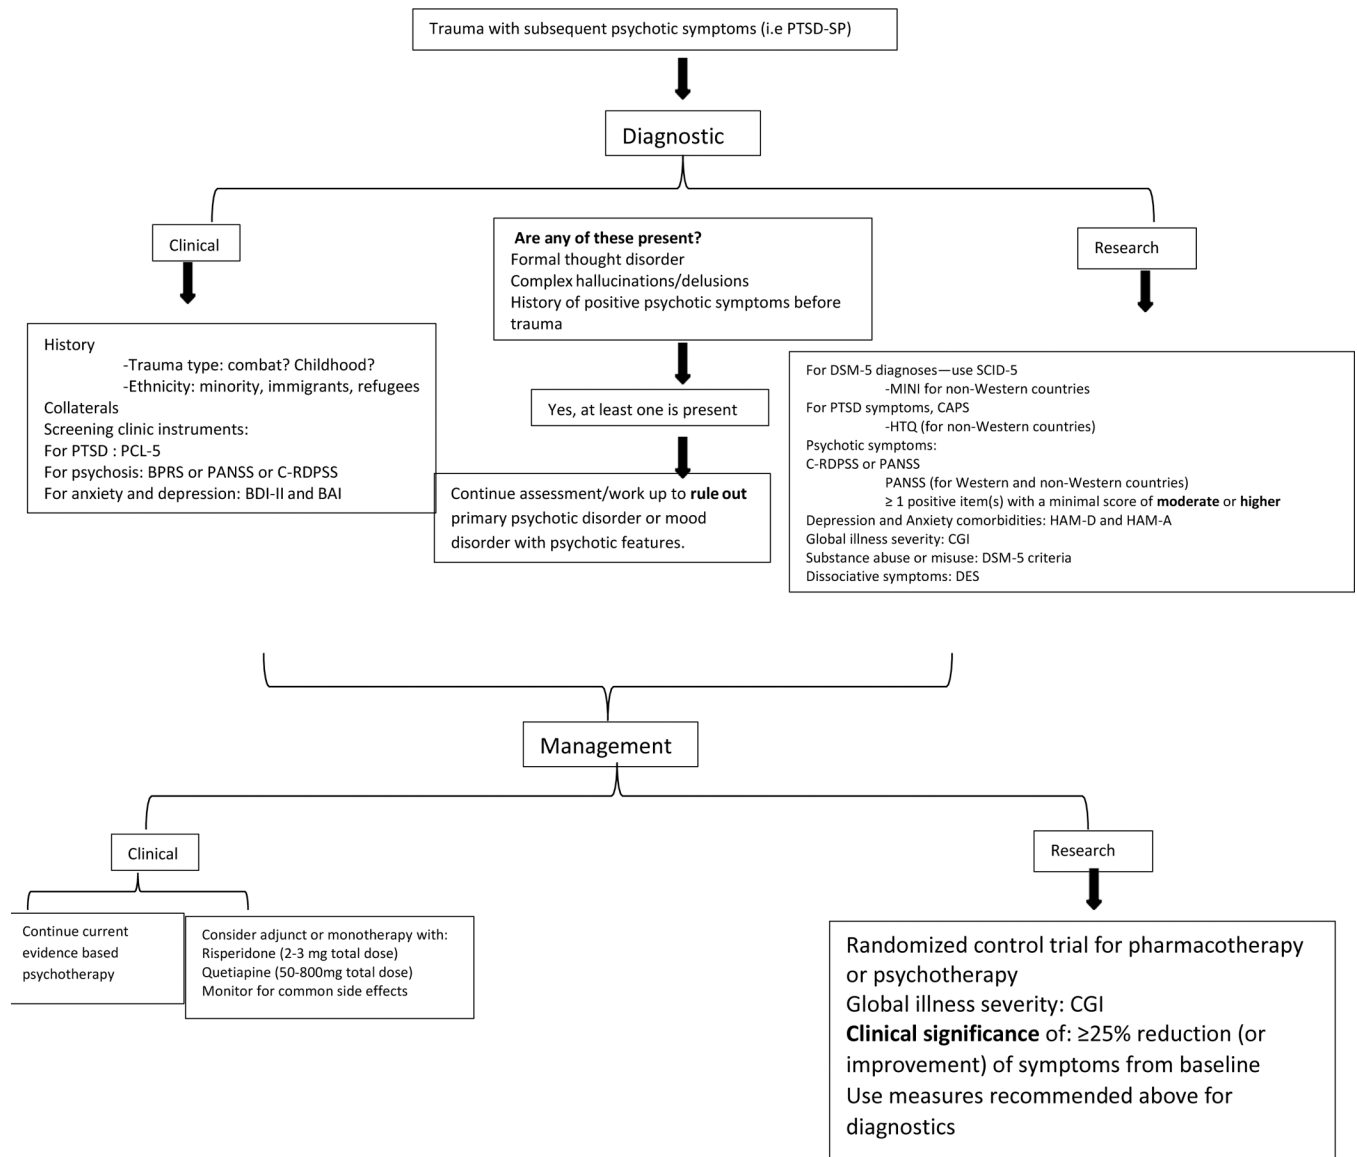 Trauma with subsequent psychotic symptoms (i.e PTSD-SP)
Diagnostic
Clinical
History
-Trauma type: combat? Childhood?
-Ethnicity: minority, immigrants, refugees
Collaterals
Screening clinic instruments:
For PTSD : PCL-5
For psychosis: BPRS or PANSS or C-RDPSS
For anxiety and depression: BDI-II and BAI
Are any of these present?
Formal thought disorder
Complex hallucinations/delusions
History of positive psychotic symptoms before
trauma
Yes, at least one is present
Continue assessment/work up to rule out
primary psychotic disorder or mood
disorder with psychotic features.
Research
For DSM-5 diagnoses—use SCID-5
-MINI for non-Western countries
For PTSD symptoms, CAPS
-HTQ (for non-Western countries)
Psychotic symptoms:
C-RDPSS or PANSS
PANSS (for Western and non-Western countries)
≥ 1 positive item(s) with a minimal score of moderate or higher
Depression and Anxiety comorbidities: HAM-D and HAM-A
Global illness severity: CGI
Substance abuse or misuse: DSM-5 criteria
Dissociative symptoms: DES
Management
Clinical
Continue current
evidence based
psychotherapy
Consider adjunct or monotherapy with:
Risperidone (2-3 mg total dose)
Quetiapine (50-800mg total dose)
Monitor for common side effects
Research
Randomized control trial for pharmacotherapy
or psychotherapy
Global illness severity: CGI
Clinical significance of: ≥25% reduction (or
improvement) of symptoms from baseline
Use measures recommended above for
diagnostics